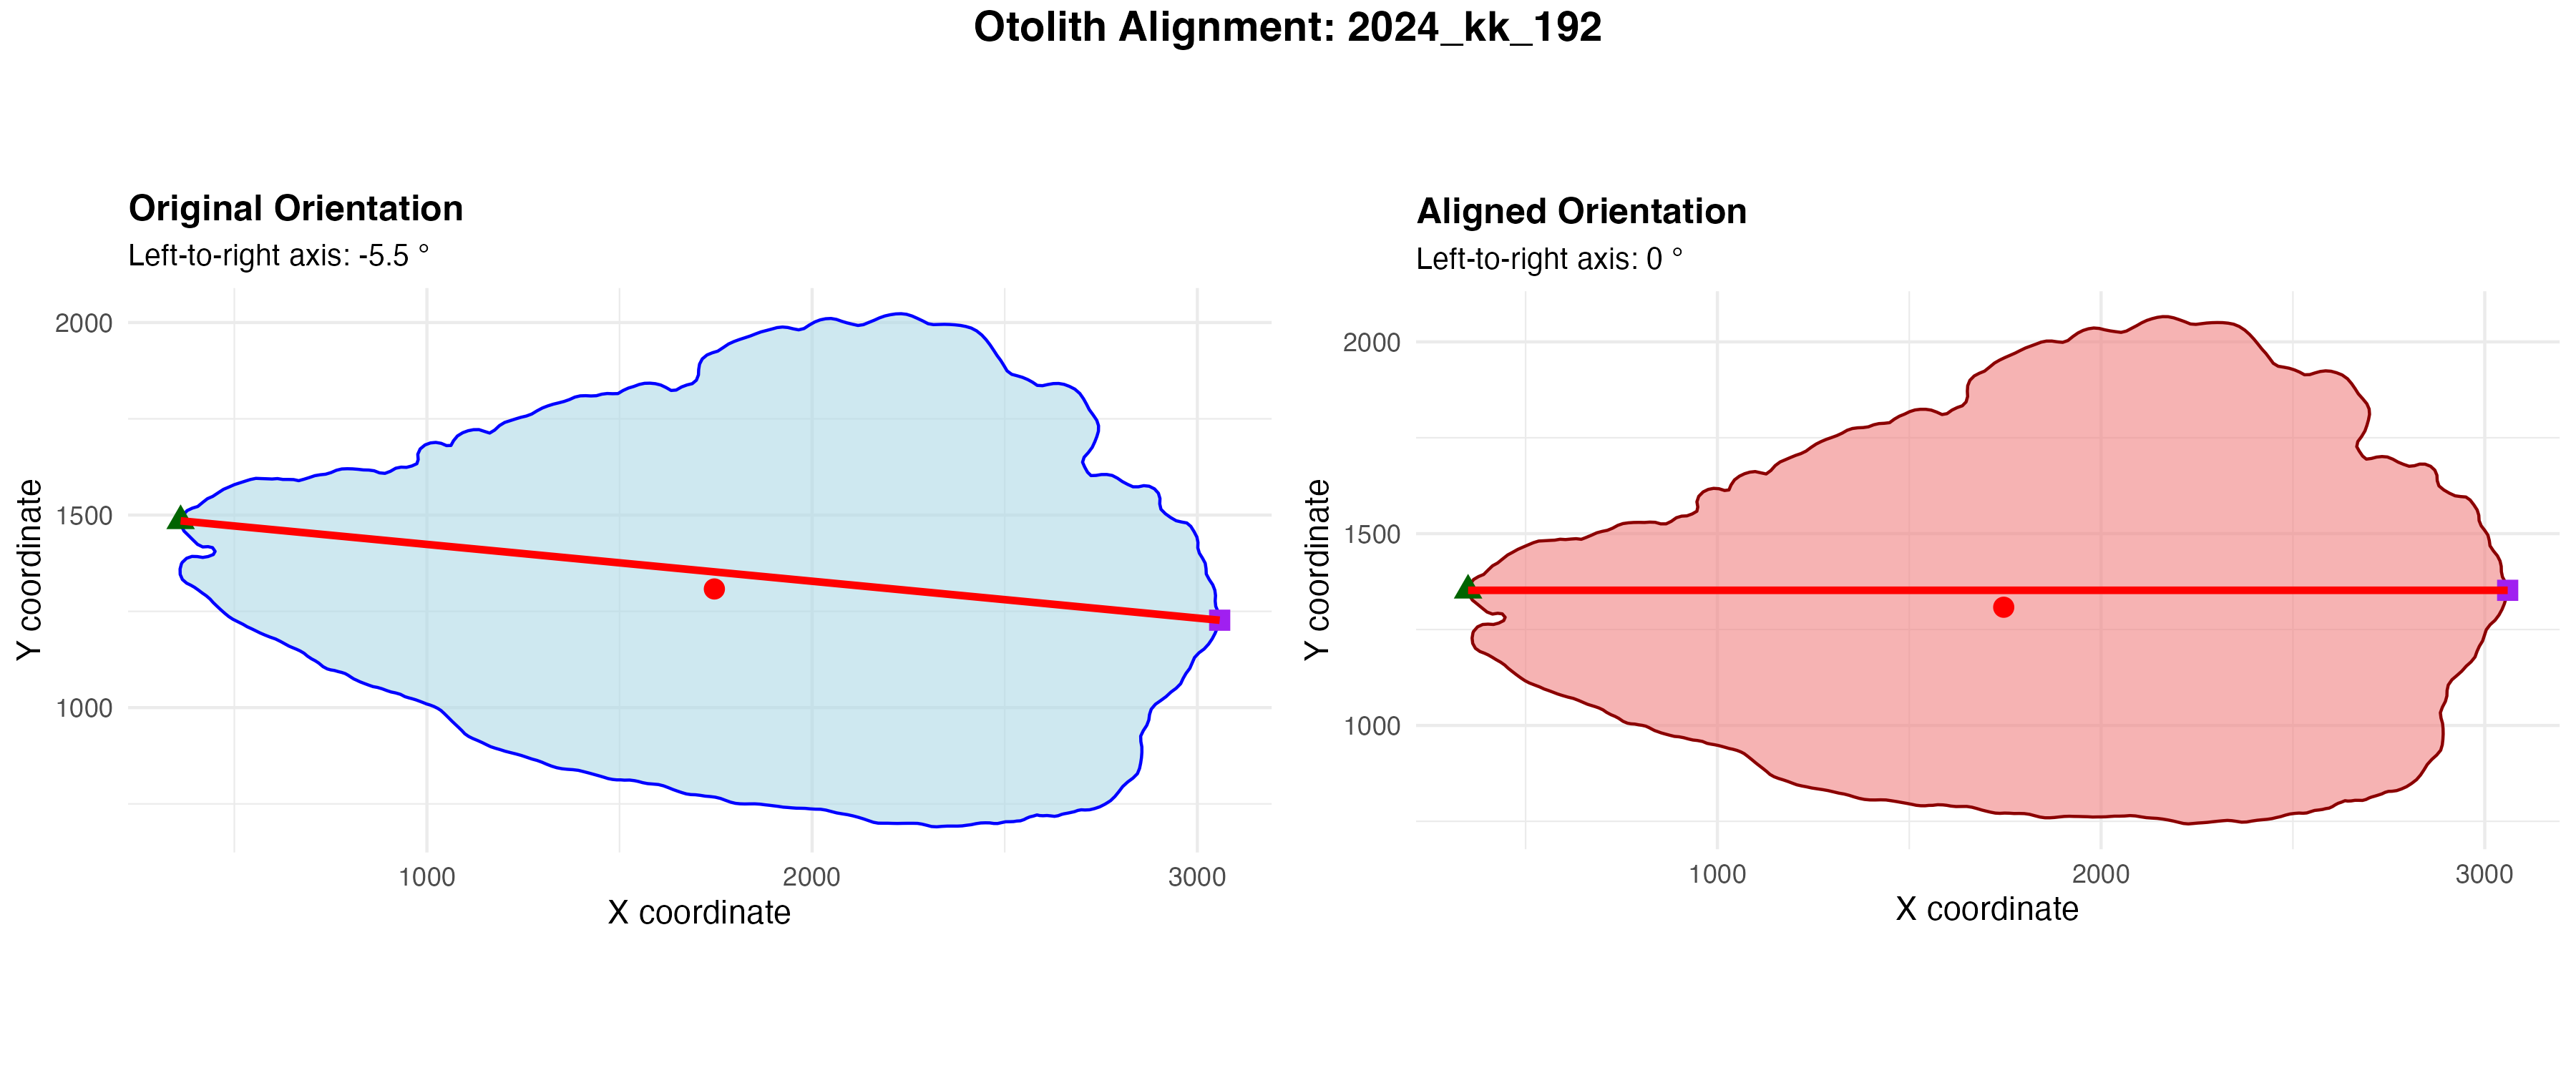 Otolith Alignment: 2024_kk_192
Original Orientation
Left-to-right axis: -5.5 °
2000
1500
1000
Y coordinate
1000
2000
3000
X coordinate
Aligned Orientation
Left-to-right axis: 0 °
2000
1500
1000
Y coordinate
1000
2000
3000
X coordinate